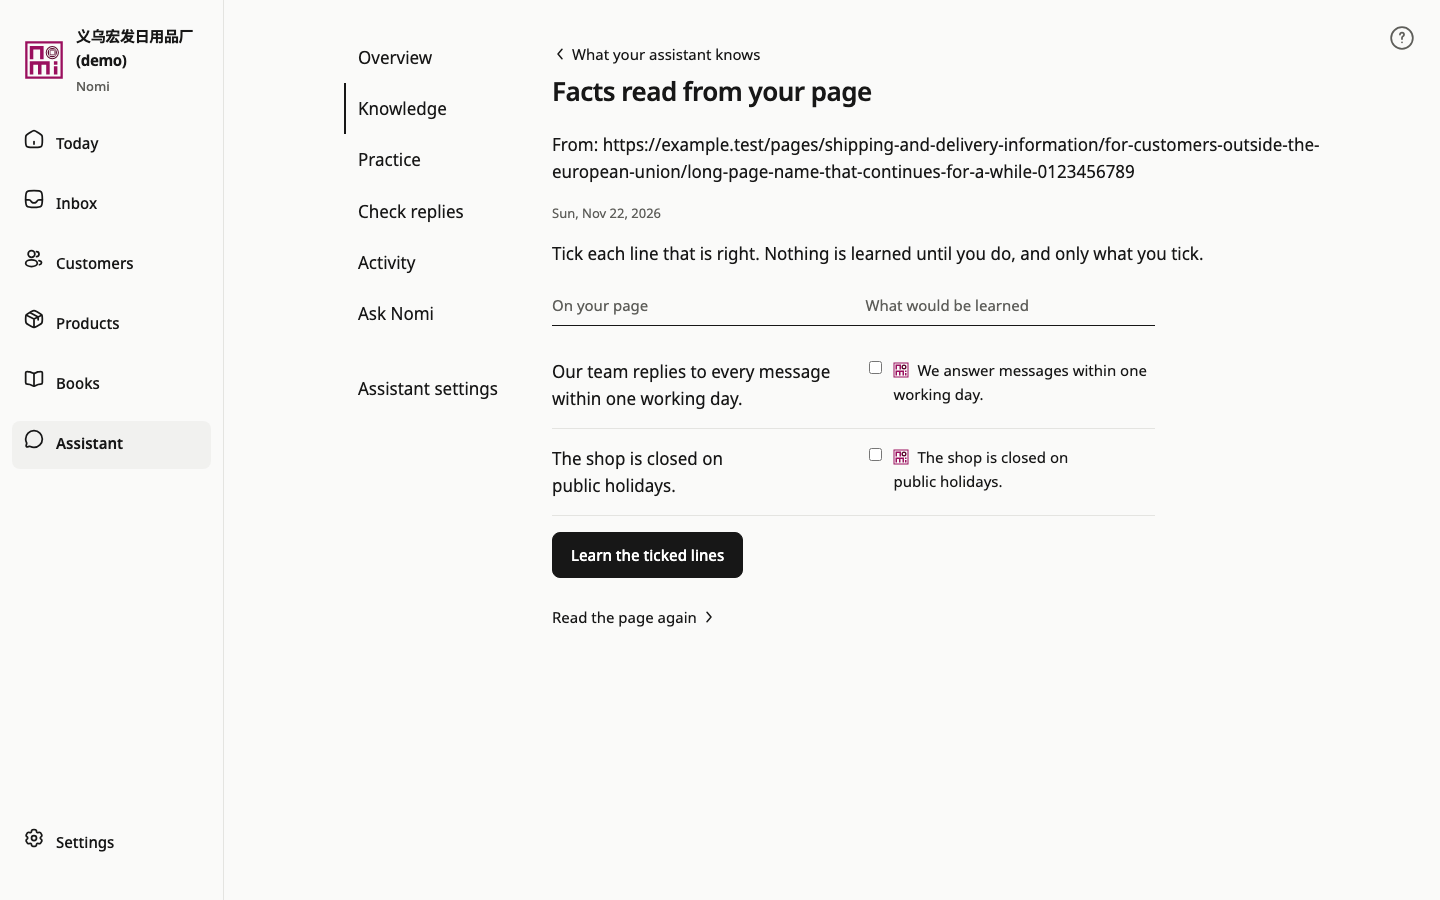 义乌宏发日用品厂
(demo)
Nomi
Today
Inbox
Customers
Products
Books
Assistant
Settings
Overview
Knowledge
Practice
Check replies
Activity
Ask Nomi
Assistant settings
What your assistant knows
Facts read from your page
From: https://example.test/pages/shipping-and-delivery-information/for-customers-outside-the-
european-union/long-page-name-that-continues-for-a-while-0123456789
Sun, Nov 22, 2026
Tick each line that is right. Nothing is learned until you do, and only what you tick.
On your page
What would be learned
Our team replies to every message
within one working day.
We answer messages within one
working day.
The shop is closed on
public holidays.
The shop is closed on
public holidays.
Learn the ticked lines
Read the page again